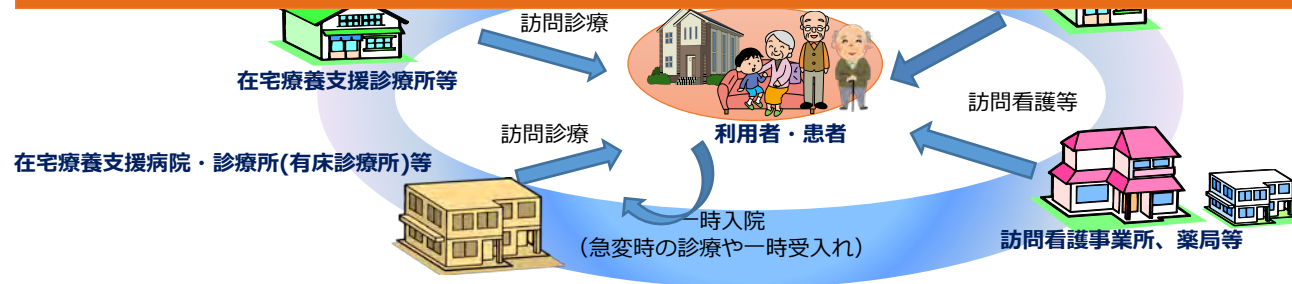 訪問診療
在宅療養支援診療所等
訪問看護等
訪問診療
利用者・患者
在宅療養支援病院・診療所(有床診療所)等
一時入院
（急変時の診療や一時受入れ）
訪問看護事業所、薬局等